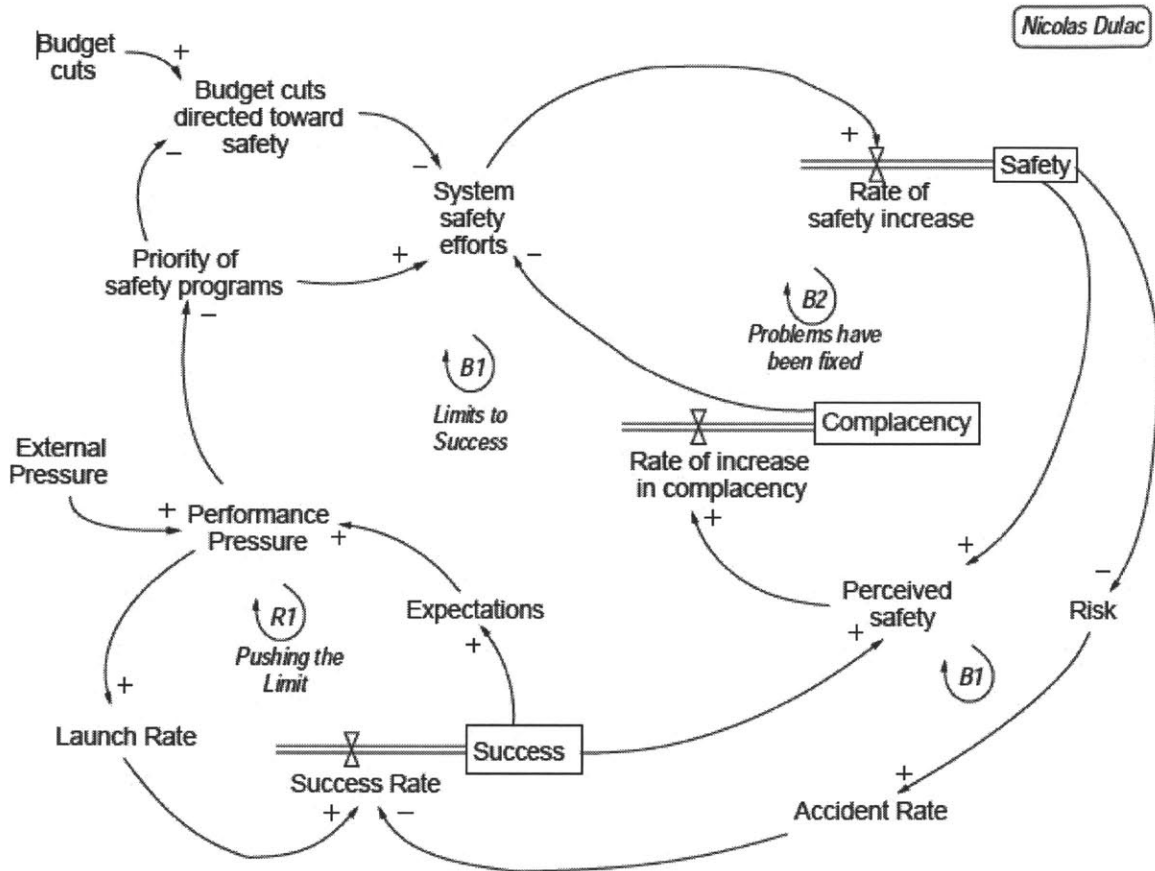 Nicolas Dulac
Budget
cuts
+
Budget cuts
directed toward
safety
−
−
+
System
safety
efforts
−
+
Rate of
safety increase
Safety
Priority of
safety programs
−
B2
Problems have
been fixed
B1
Limits to
Success
Complacency
Rate of increase
in complacency
+
External
Pressure
+
Performance
Pressure
+
R1
Pushing the
Limit
Expectations
+
+
Perceived
safety
+
−
Risk
B1
+
Launch Rate
Success
Success Rate
+
−
+
Accident Rate